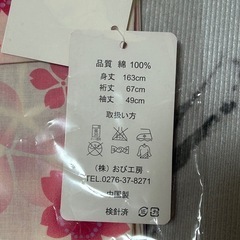 品質 綿 100%
身丈 163cm
裄丈 67cm
袖丈 49cm
取扱い方
(株) おび工房
TEL.0276-37-8271
中国製
検針済